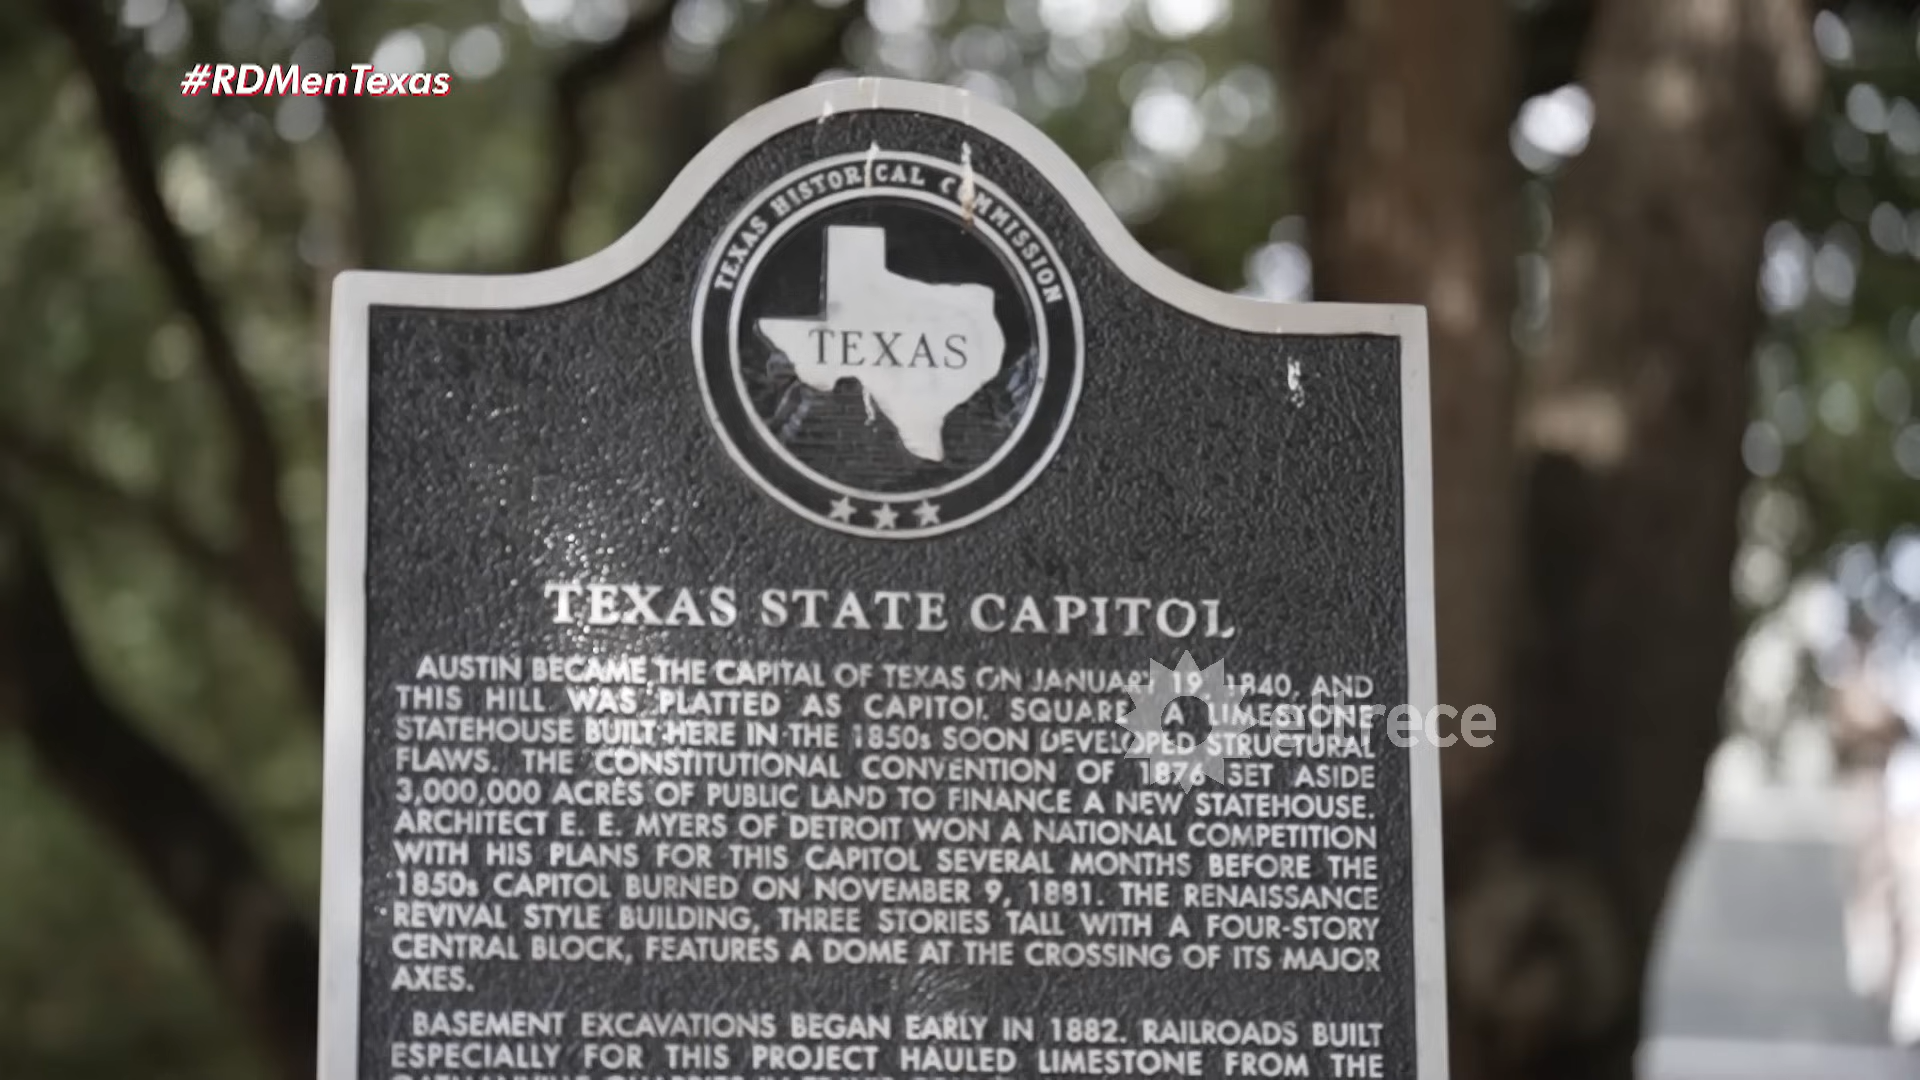 #RDMenTexas
TEXAS HISTORICAL COMMISSION
TEXAS
TEXAS STATE CAPITOL
AUSTIN BECAME THE CAPITAL OF TEXAS ON JANUARY 19, 1840, AND
THIS HILL WAS PLATTED AS CAPITOL SQUARE. A LIMESTONE
eltrece
STATEHOUSE BUILT HERE IN THE 1850s SOON DEVELOPED STRUCTURAL
FLAWS. THE CONSTITUTIONAL CONVENTION OF 1876 SET ASIDE
3,000,000 ACRES OF PUBLIC LAND TO FINANCE A NEW STATEHOUSE.
ARCHITECT E. E. MYERS OF DETROIT WON A NATIONAL COMPETITION
WITH HIS PLANS FOR THIS CAPITOL SEVERAL MONTHS BEFORE THE
1850s CAPITOL BURNED ON NOVEMBER 9, 1881. THE RENAISSANCE
REVIVAL STYLE BUILDING, THREE STORIES TALL WITH A FOUR-STORY
CENTRAL BLOCK, FEATURES A DOME AT THE CROSSING OF ITS MAJOR
AXES.
BASEMENT EXCAVATIONS BEGAN EARLY IN 1882. RAILROADS BUILT
ESPECIALLY FOR THIS PROJECT HAULED LIMESTONE FROM THE